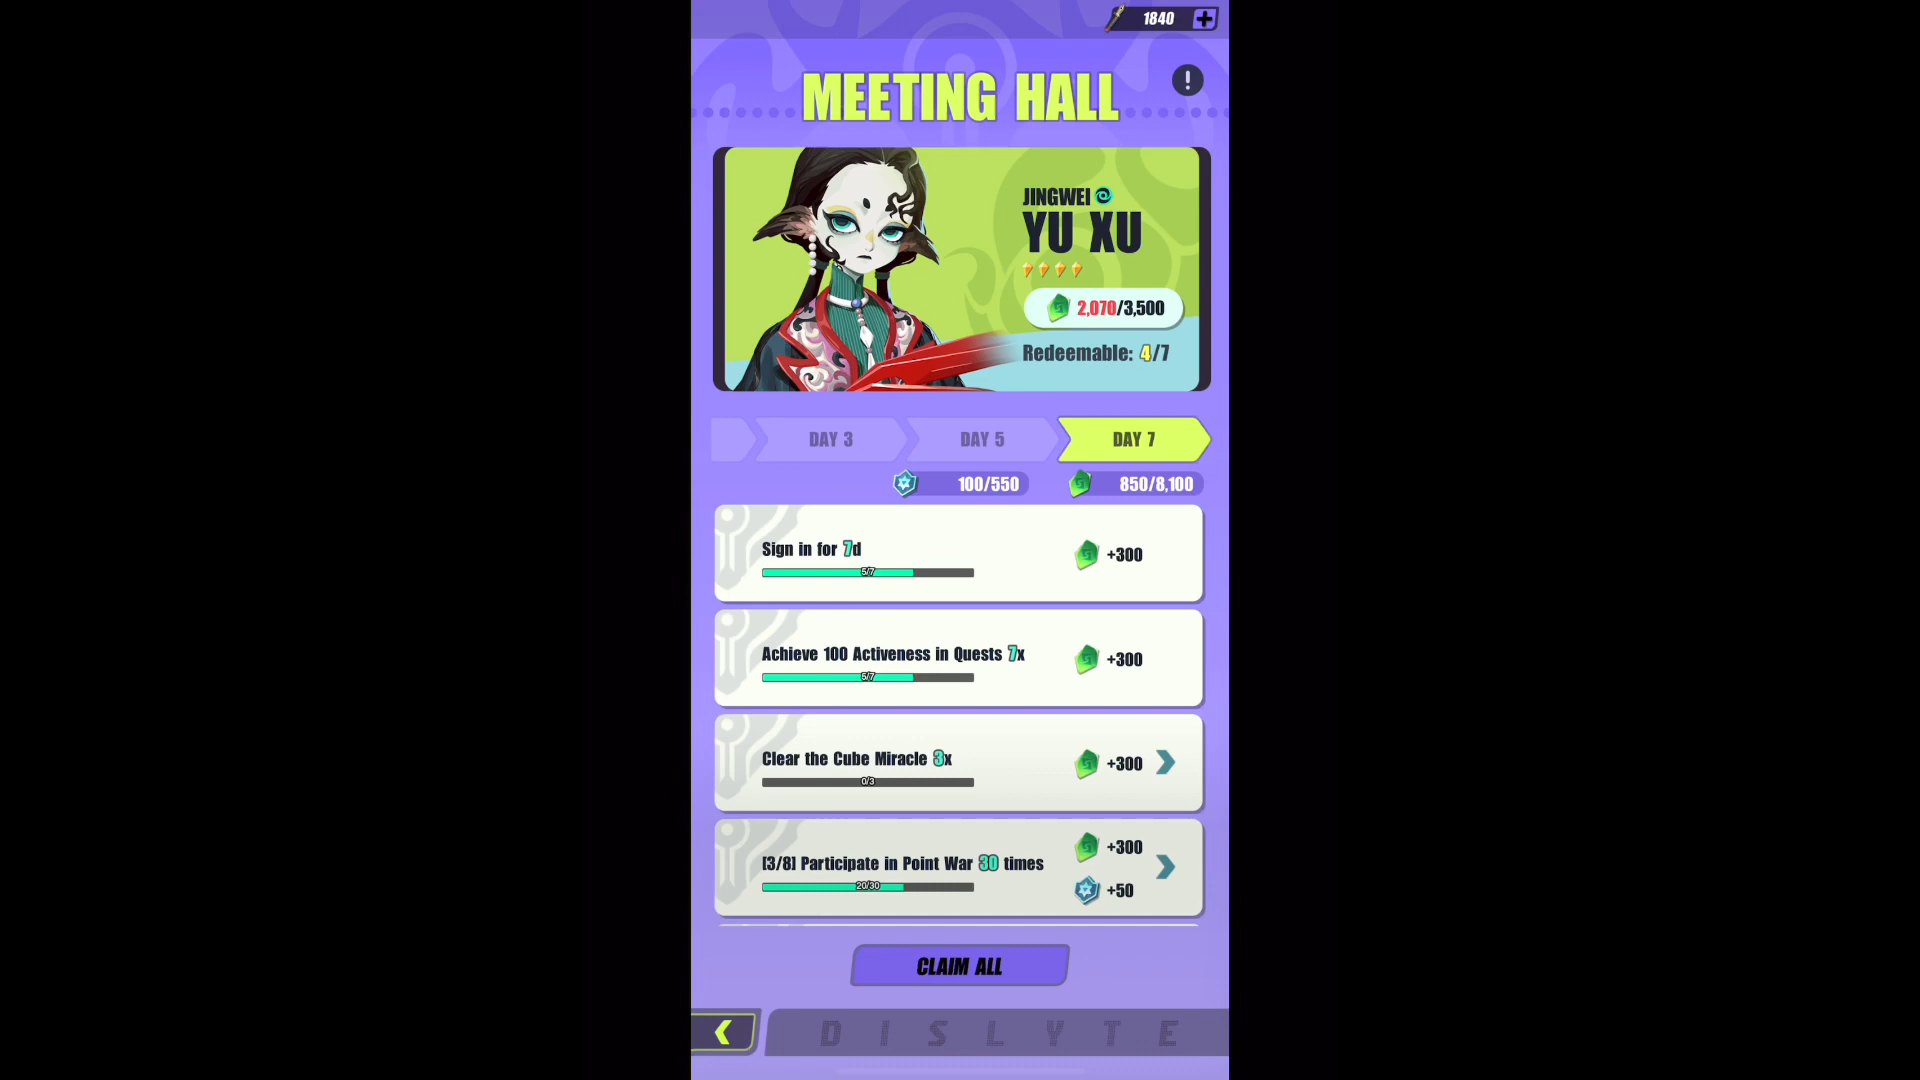 1840
MEETING HALL
JINGWEI
YU XU
2,070/3,500
Redeemable: 4/7
DAY 3
DAY 5
DAY 7
100/550
850/8,100
Sign in for 7d
5/7
+300
Achieve 100 Activeness in Quests 7x
5/7
+300
Clear the Cube Miracle 3x
0/3
+300
[3/8] Participate in Point War 30 times
20/30
+300
+50
CLAIM ALL
DISLYTE